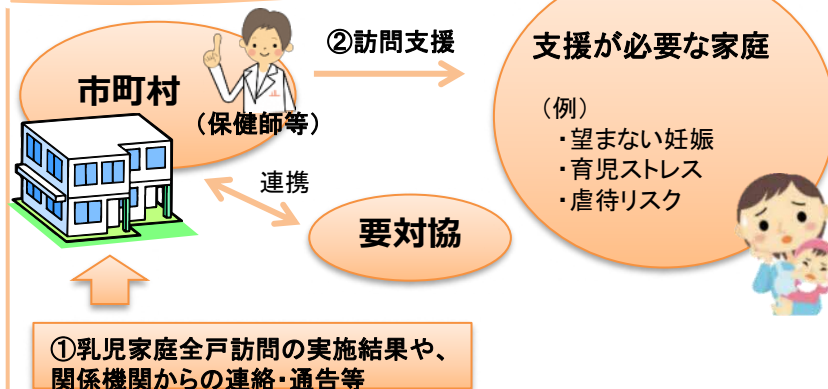 ②訪問支援
市町村
(保健師等)
支援が必要な家庭
(例)
・望まない妊娠
・育児ストレス
・虐待リスク
連携
要対協
①乳児家庭全戸訪問の実施結果や、
関係機関からの連絡・通告等